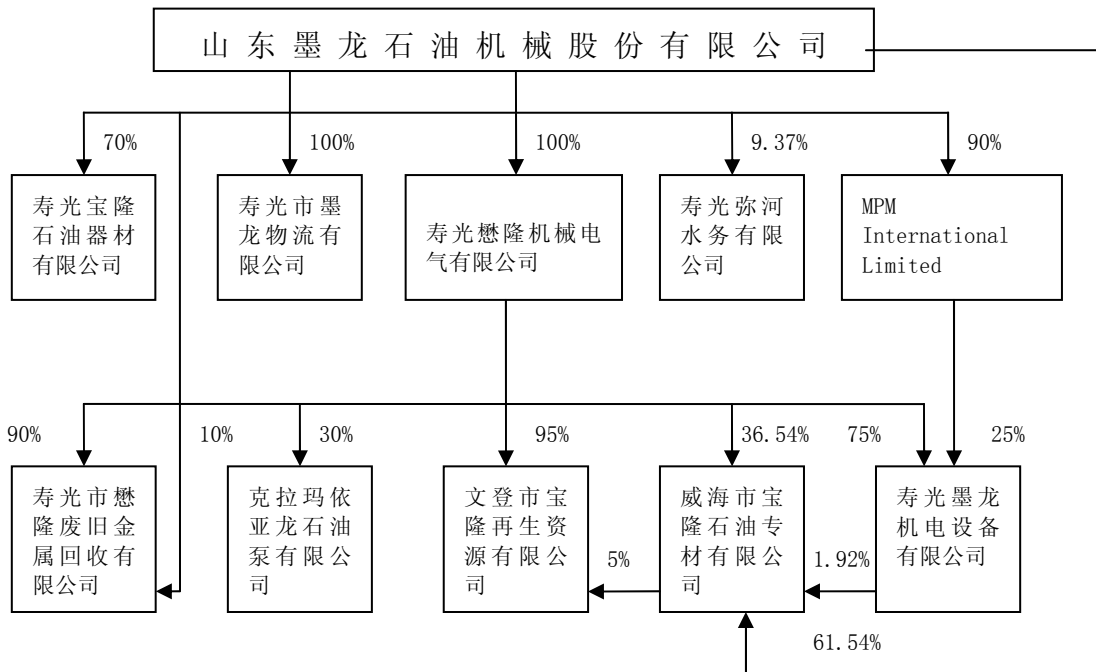 山东墨龙石油机械股份有限公司
70%
100%
100%
9.37%
90%
寿光宝隆
石油器材
有限公司
寿光市墨
龙物流有
限公司
寿光懋隆机械电
气有限公司
寿光弥河
水务有限
公司
MPM
International
Limited
90%
10%
30%
95%
36.54%
75%
25%
寿光市懋
隆废旧金
属回收有
限公司
克拉玛依
亚龙石油
泵有限公
司
文登市宝
隆再生资
源有限公
司
5%
威海市宝
隆石油专
材有限公
司
1.92%
寿光墨龙
机电设备
有限公司
61.54%